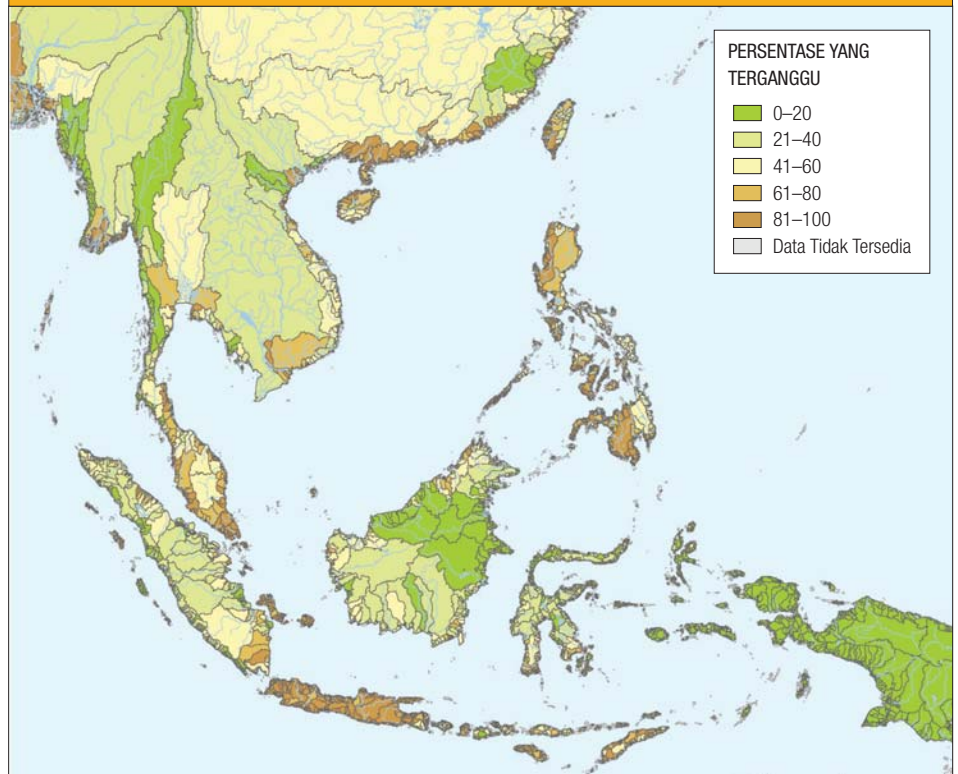 PERSENTASE YANG
TERGANGGU
0–20
21–40
41–60
61–80
81–100
Data Tidak Tersedia